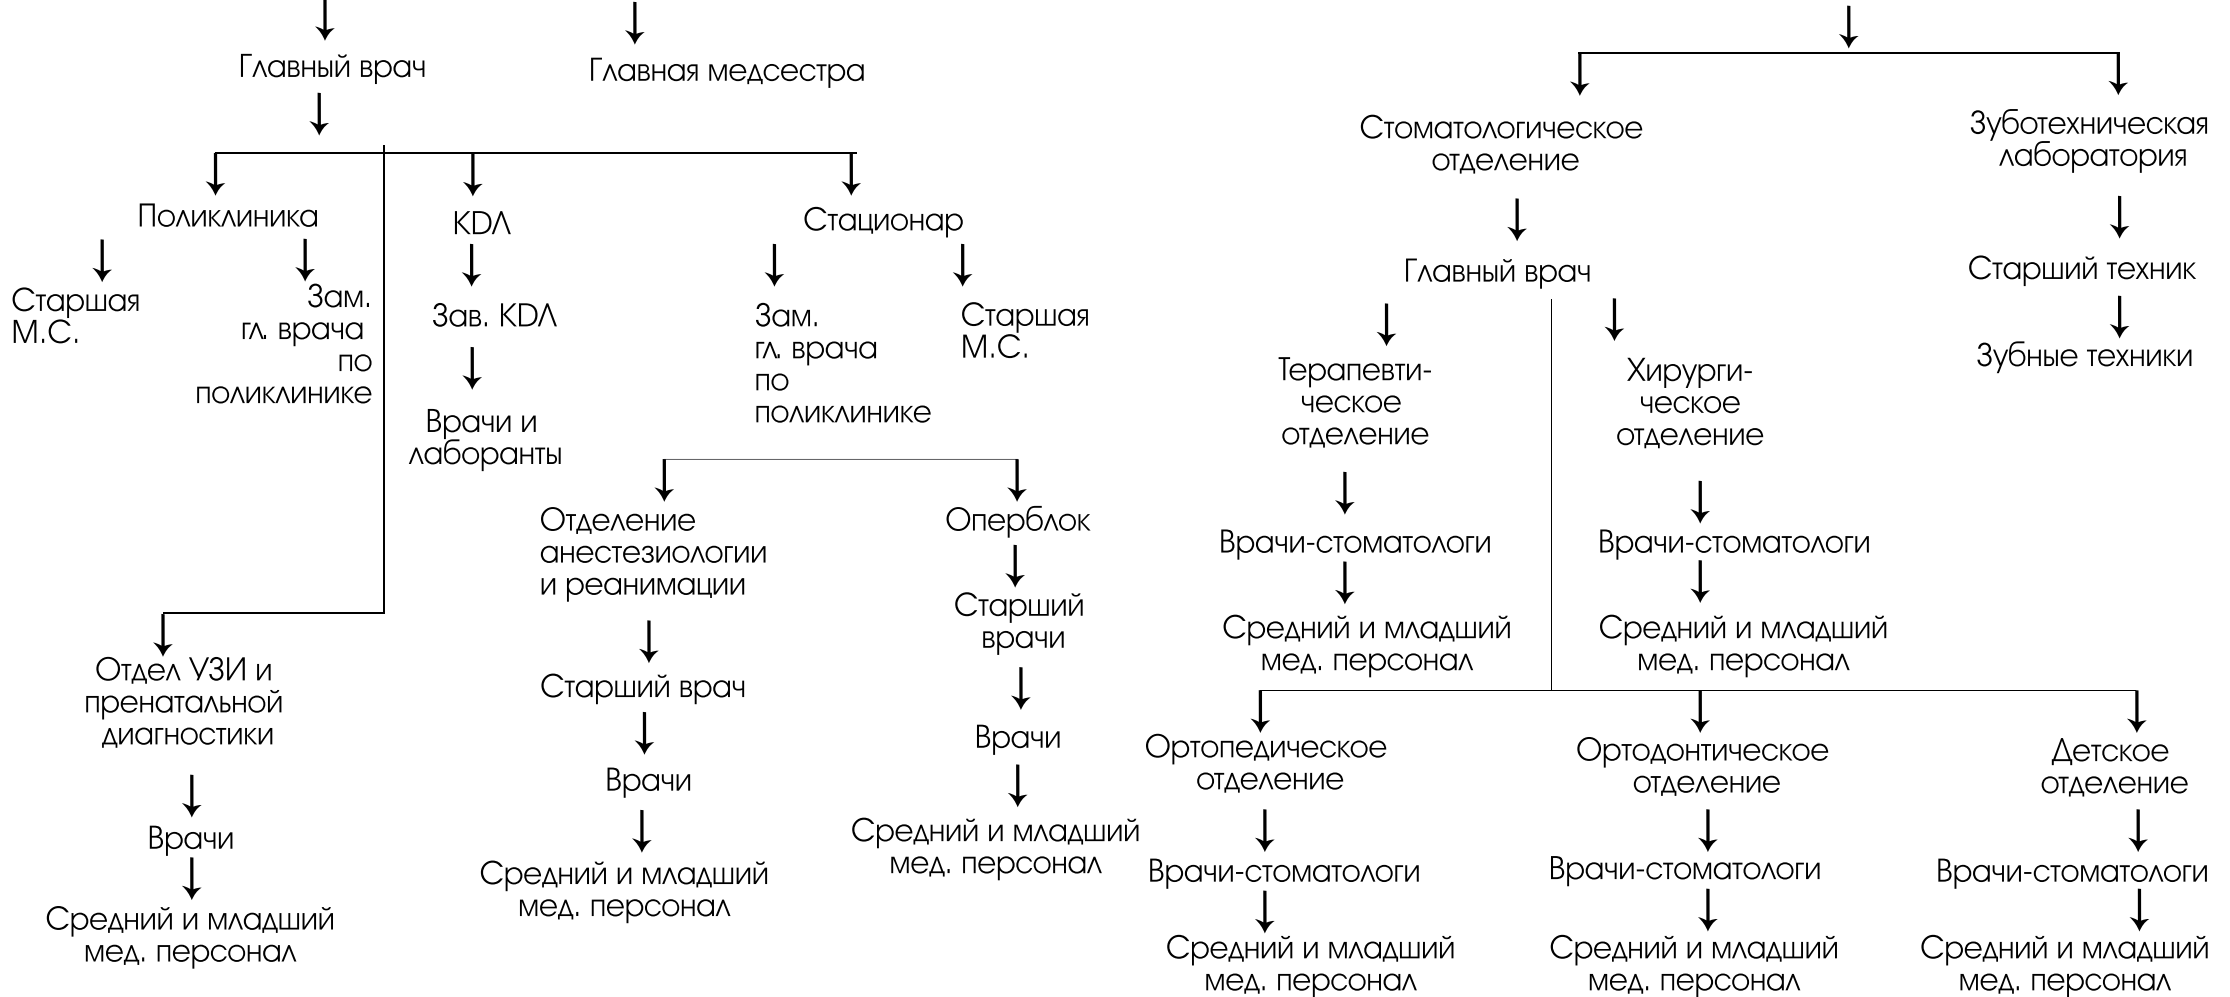 Главный врач
Главная медсестра
Поликлиника
КDЛ
Стационар
Старшая
М.С.
Зам.
гл. врача
по
поликлинике
Зав. КDЛ
Врачи и
лаборанты
Зам.
гл. врача
по
поликлинике
Старшая
М.С.
Отделение
анестезиологии
и реанимации
Старший врач
Врачи
Средний и младший
мед. персонал
Оперблок
Старший
врачи
Врачи
Средний и младший
мед. персонал
Отдел УЗИ и
пренатальной
диагностики
Врачи
Средний и младший
мед. персонал
Стоматологическое
отделение
Главный врач
Терапевти-
ческое
отделение
Врачи-стоматологи
Средний и младший
мед. персонал
Хирурги-
ческое
отделение
Врачи-стоматологи
Средний и младший
мед. персонал
Зуботехническая
лаборатория
Старший техник
Зубные техники
Ортопедическое
отделение
Врачи-стоматологи
Средний и младший
мед. персонал
Ортодонтическое
отделение
Врачи-стоматологи
Средний и младший
мед. персонал
Детское
отделение
Врачи-стоматологи
Средний и младший
мед. персонал